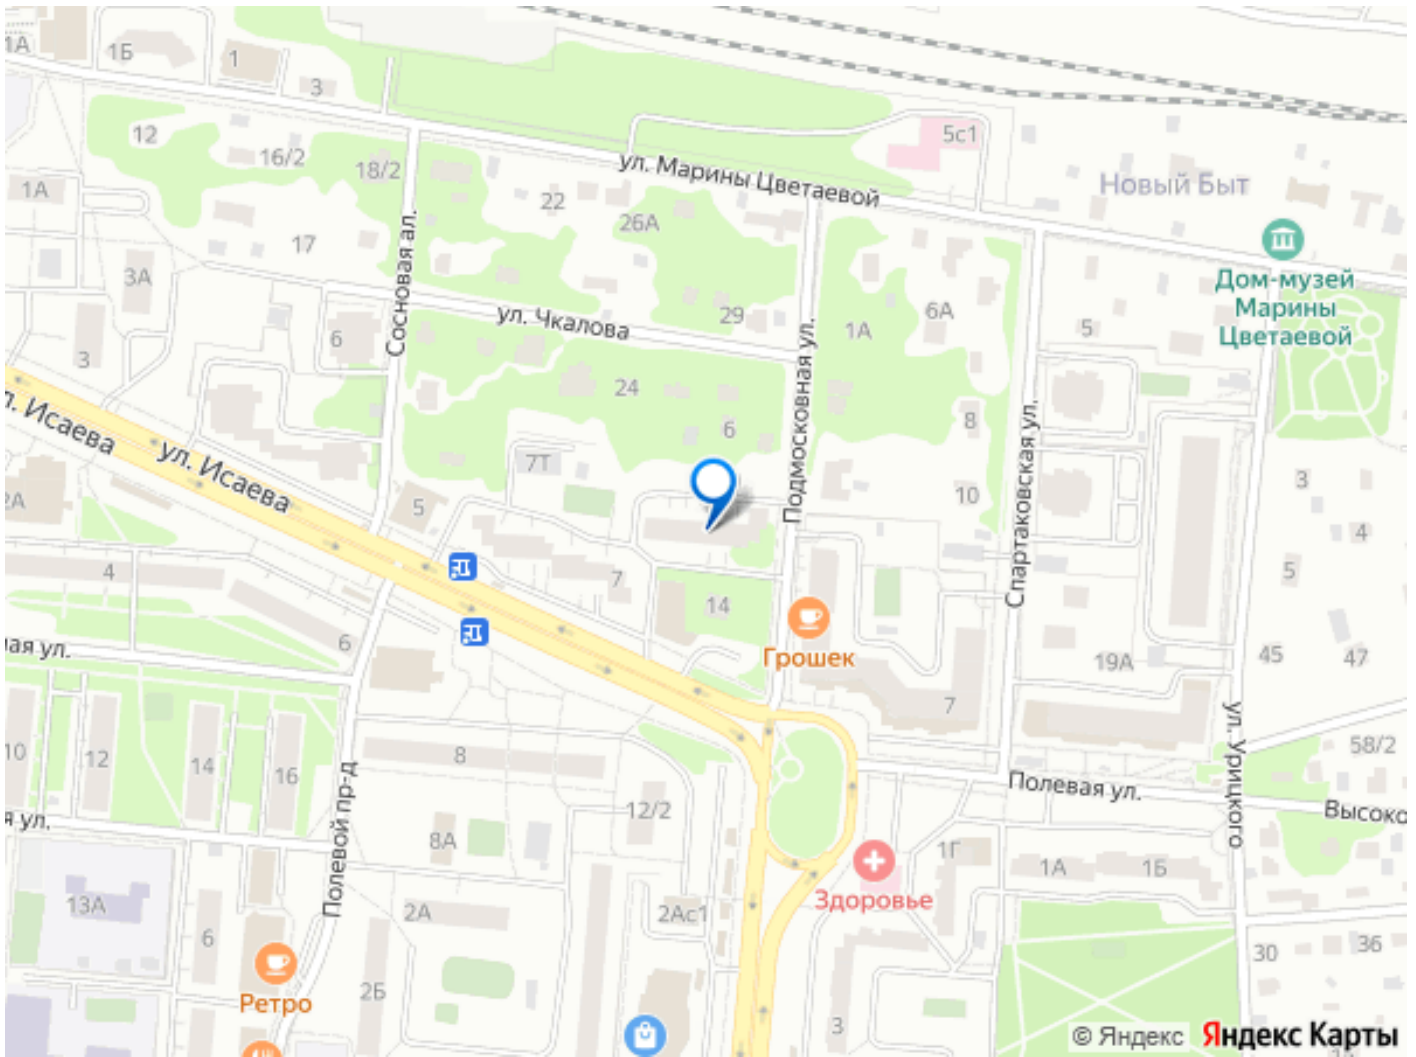 1А
1Б
1
3
12
16/2
18/2
5с1
ул. Марины Цветаевой
Новый Быт
1А
22
26А
17
Сосновая ал.
Дом-музей
Марины
Цветаевой
3А
6
ул. Чкалова
29
Подмосковная ул.
1А
6А
5
3
24
6
8
л. Исаева
ул. Исаева
7Т
10
Спартаковская ул.
3
2А
5
4
4
7
14
5
6
Грошек
ая ул.
19А
45
47
7
ул. Урицкого
10
12
14
16
8
58/2
Полевой пр-д
12/2
Полевая ул.
Высоко
я ул.
8А
1Г
1А
1Б
Здоровье
13А
2А
2Ас1
6
30
36
Ретро
2Б
3
© Яндекс
Яндекс Карты